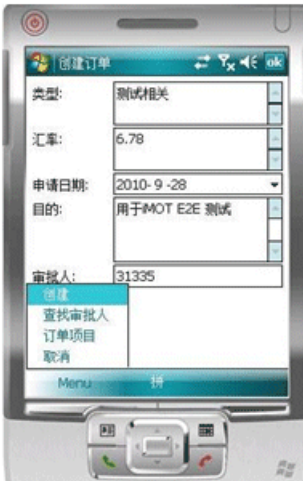 创建订单
ok
类型: 测试相关
汇率: 6.78
申请日期: 2010- 9 -28
目的: 用于iMOT E2E 测试
审批人: 31335
创建
查找审批人
订单项目
取消
Menu 拼